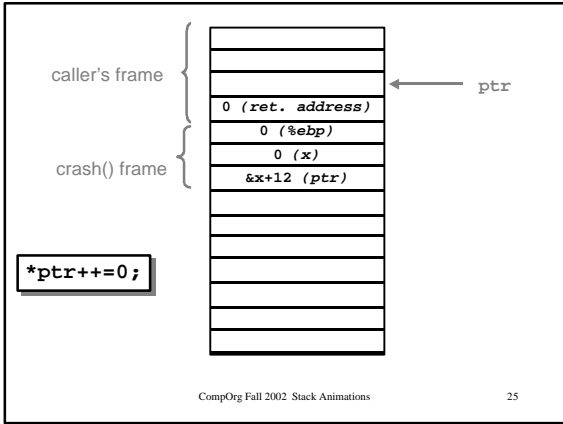 caller's frame
ptr
0 (ret. address)
0 (%ebp)
0 (x)
crash() frame
&x+12 (ptr)
*ptr++=0;
CompOrg Fall 2002 Stack Animations
25